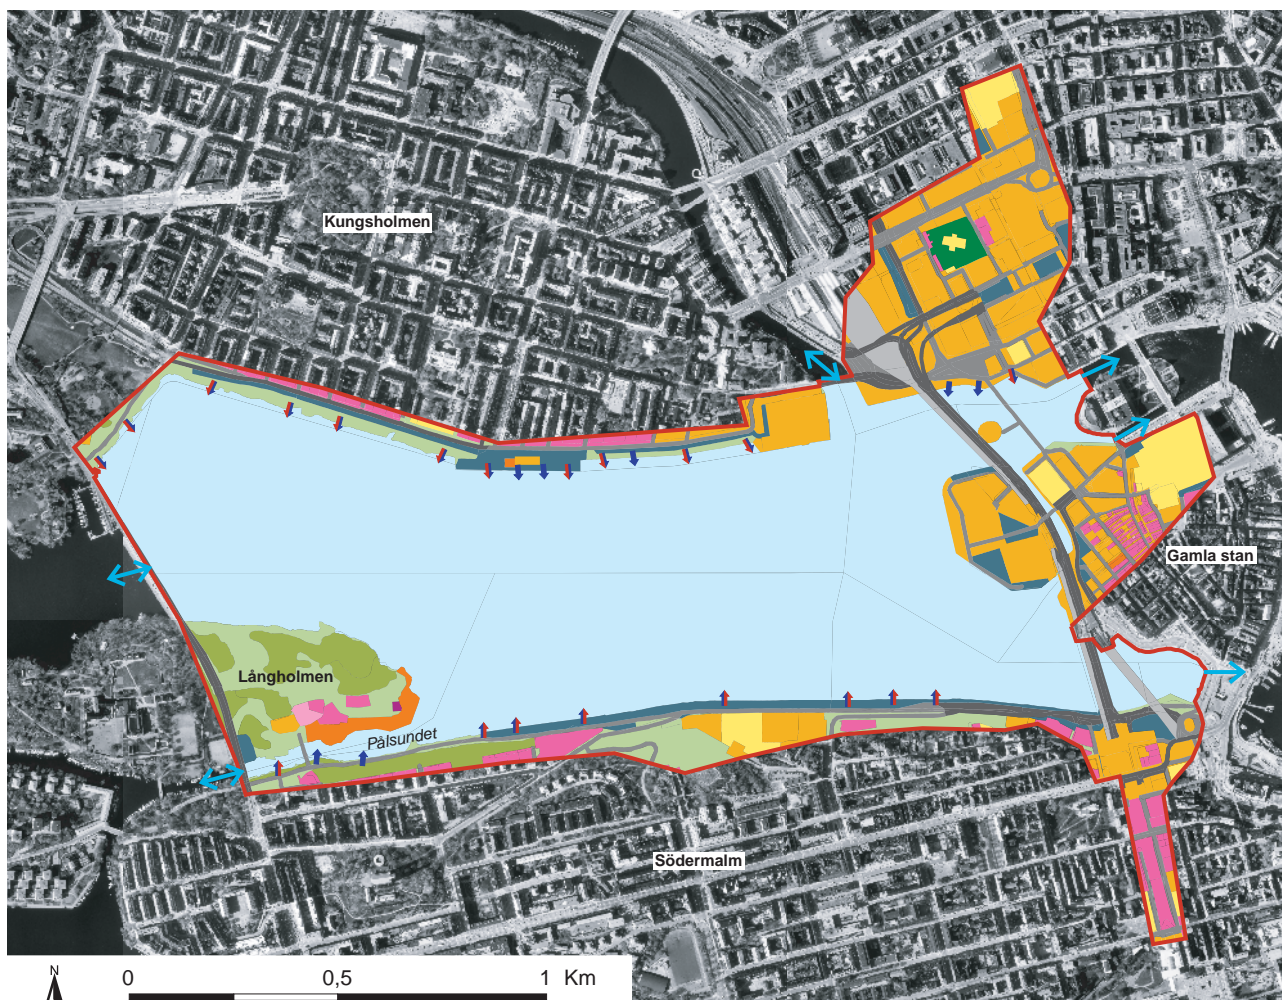 Kungsholmen
Gamla stan
Långholmen
Pålsundet
Södermalm
N
0 0,5 1 Km